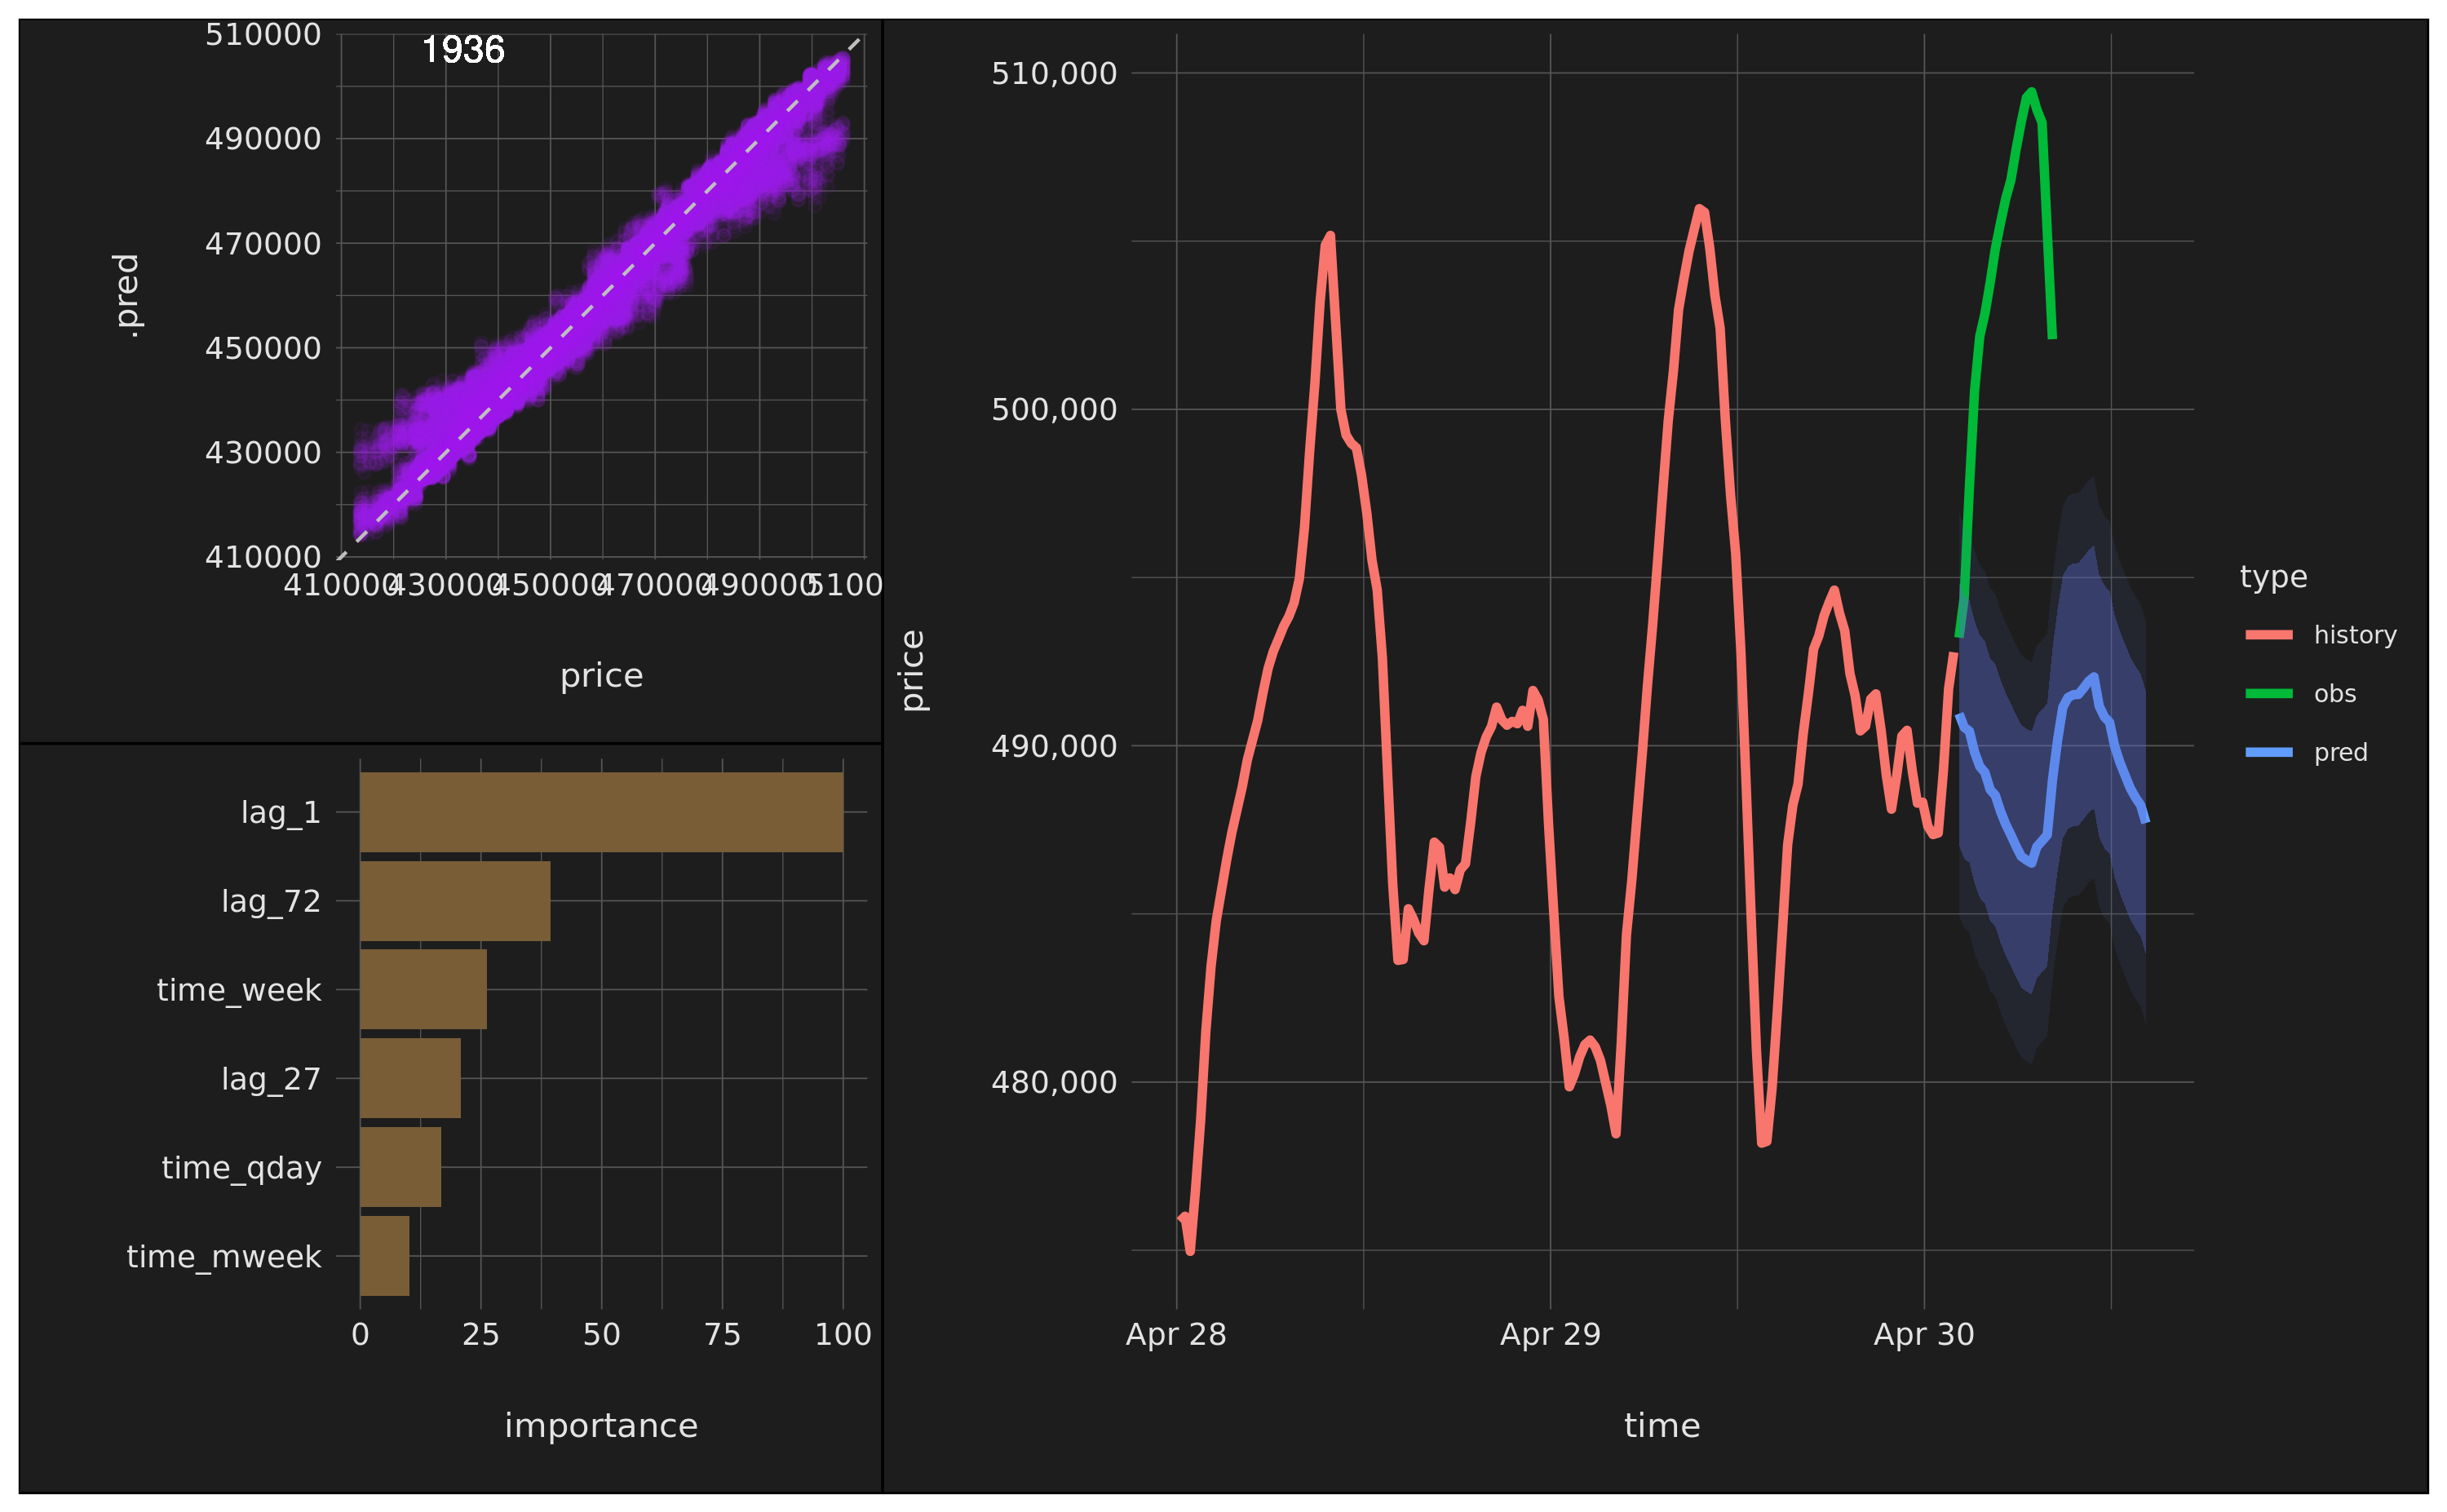 510000
1936
490000
470000
450000
430000
410000
.pred
410000 430000 450000 470000 490000 5100
price
lag_1
lag_72
time_week
lag_27
time_qday
time_mweek
0 25 50 75 100
importance
510,000
500,000
490,000
480,000
price
Apr 28 Apr 29 Apr 30
time
type
history
obs
pred